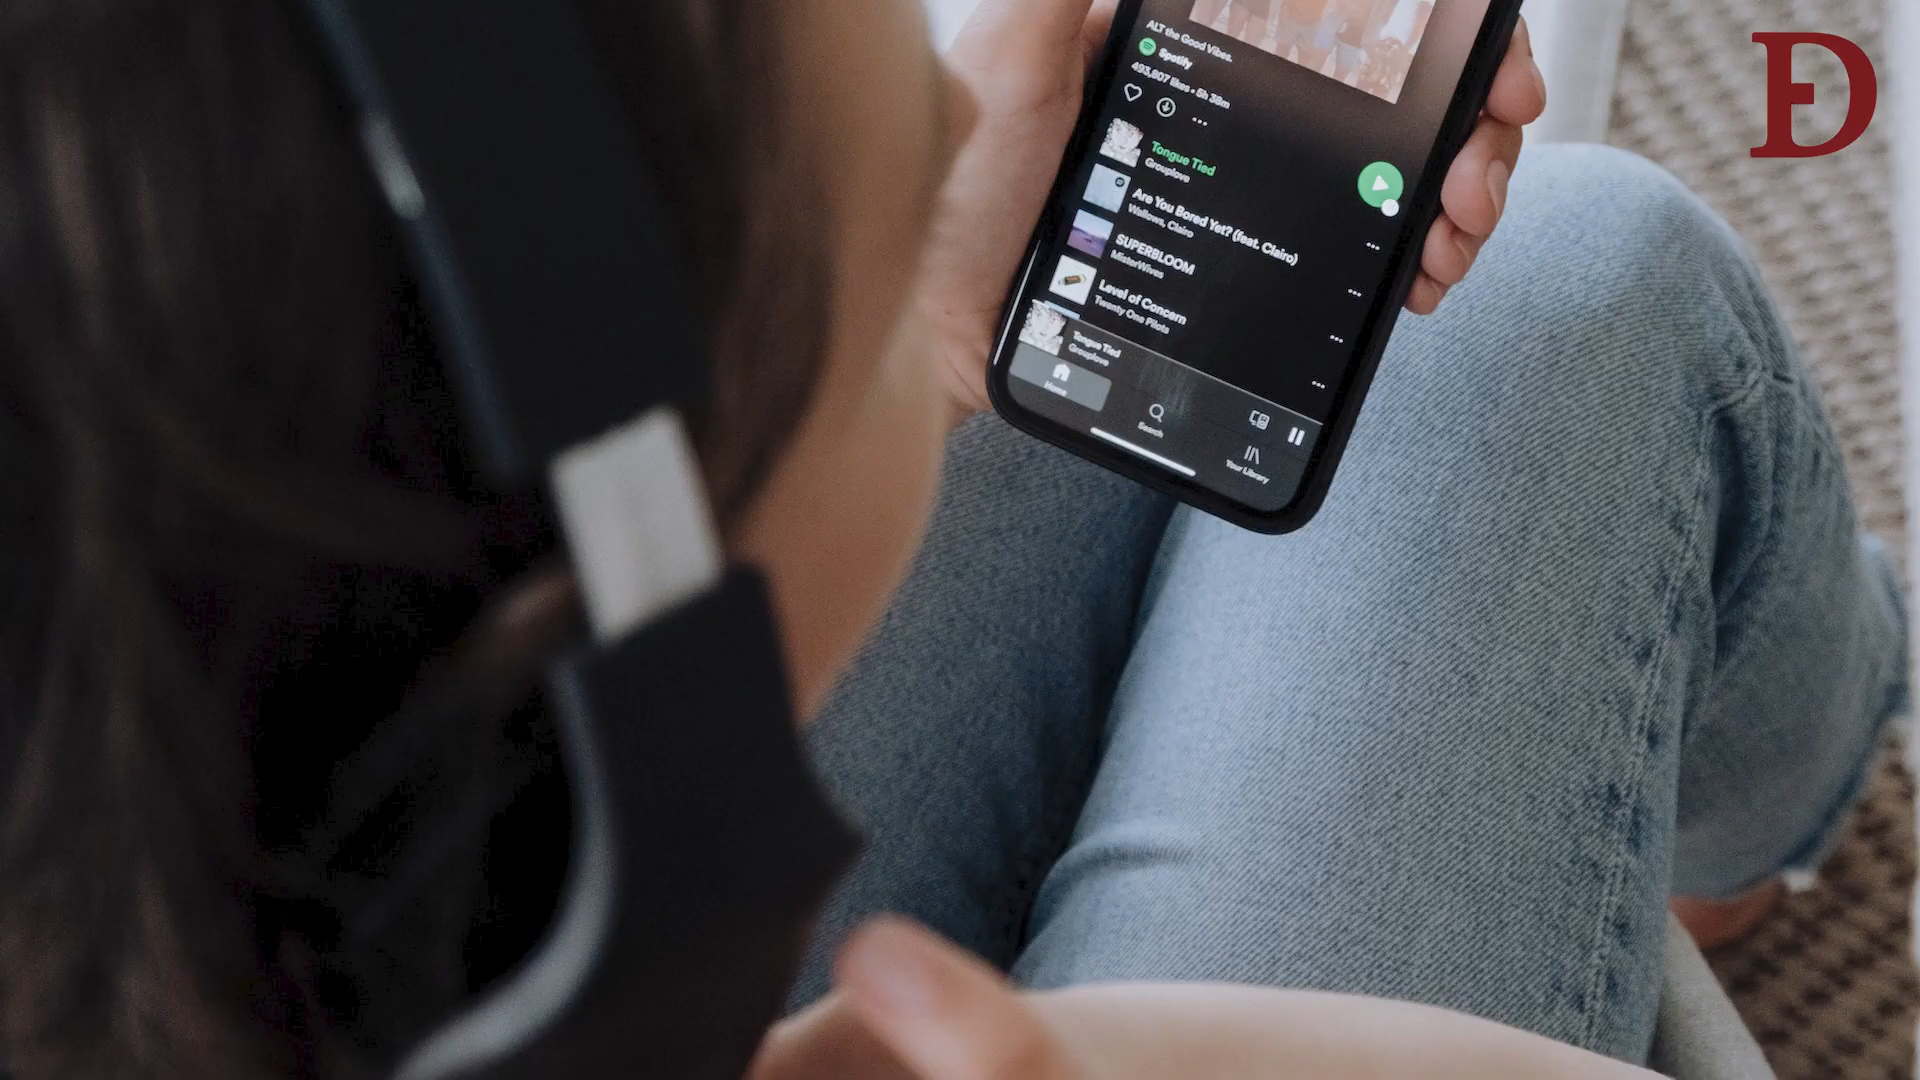 ALT the Good Vibes.
Spotify
493,807 likes • 5h 38m
Tongue Tied
Grouplove
Are You Bored Yet? (feat. Clairo)
Wallows, Clairo
SUPERBLOOM
MisterWives
Level of Concern
Twenty One Pilots
Tongue Tied
Grouplove
Home
Search
Your Library